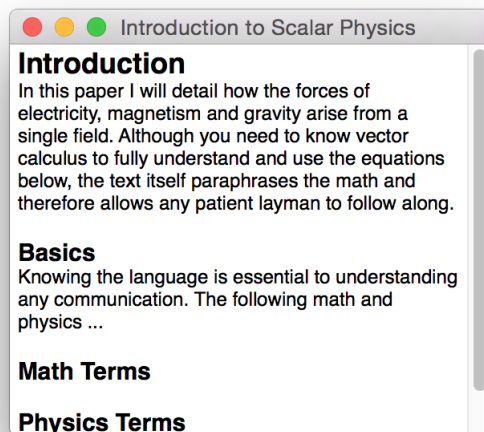 Introduction to Scalar Physics
Introduction
In this paper I will detail how the forces of
electricity, magnetism and gravity arise from a
single field. Although you need to know vector
calculus to fully understand and use the equations
below, the text itself paraphrases the math and
therefore allows any patient layman to follow along.
Basics
Knowing the language is essential to understanding
any communication. The following math and
physics ...
Math Terms
Physics Terms